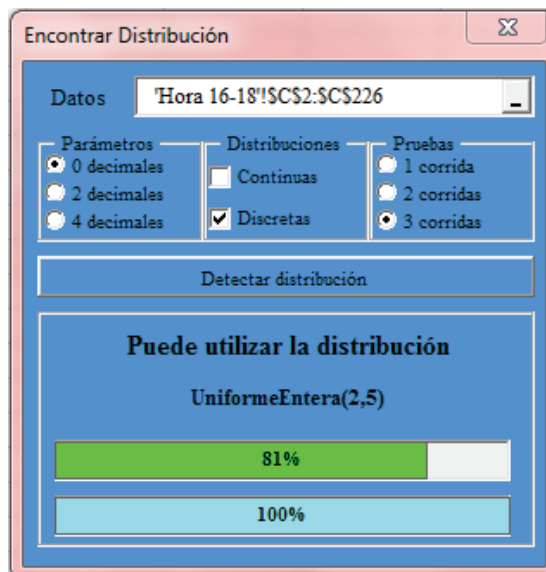 Encontrar Distribución
Datos 'Hora 16-18'!$C$2:$C$226
Parámetros Distribuciones Pruebas
0 decimales Continuas 1 corrida
2 decimales 2 corridas
4 decimales Discretas 3 corridas
Detectar distribución
Puede utilizar la distribución
UniformeEntera(2,5)
81%
100%